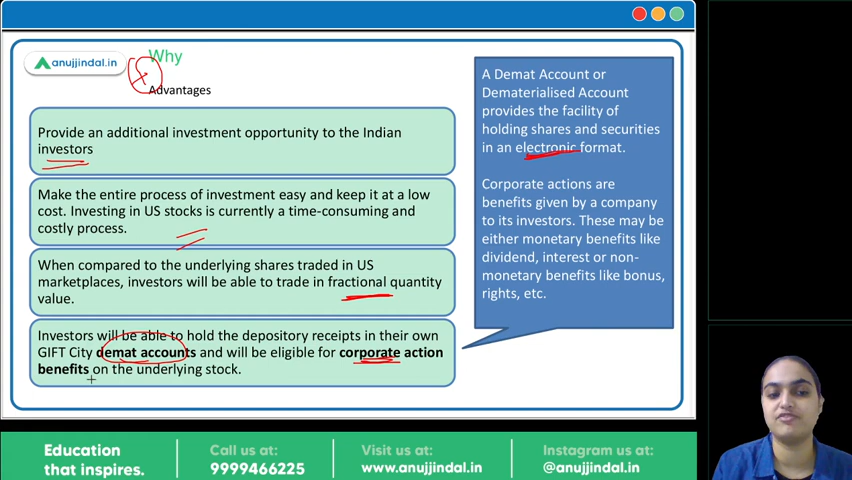 anujjindal.in
Why
Advantages
Provide an additional investment opportunity to the Indian
investors
Make the entire process of investment easy and keep it at a low
cost. Investing in US stocks is currently a time-consuming and
costly process.
When compared to the underlying shares traded in US
marketplaces, investors will be able to trade in fractional quantity
value.
Investors will be able to hold the depository receipts in their own
GIFT City demat accounts and will be eligible for corporate action
benefits on the underlying stock.
A Demat Account or
Dematerialised Account
provides the facility of
holding shares and securities
in an electronic format.
Corporate actions are
benefits given by a company
to its investors. These may be
either monetary benefits like
dividend, interest or non-
monetary benefits like bonus,
rights, etc.
Education
that inspires.
Call us at:
9999466225
Visit us at:
www.anujjindal.in
Instagram us at:
@anujjindal.in